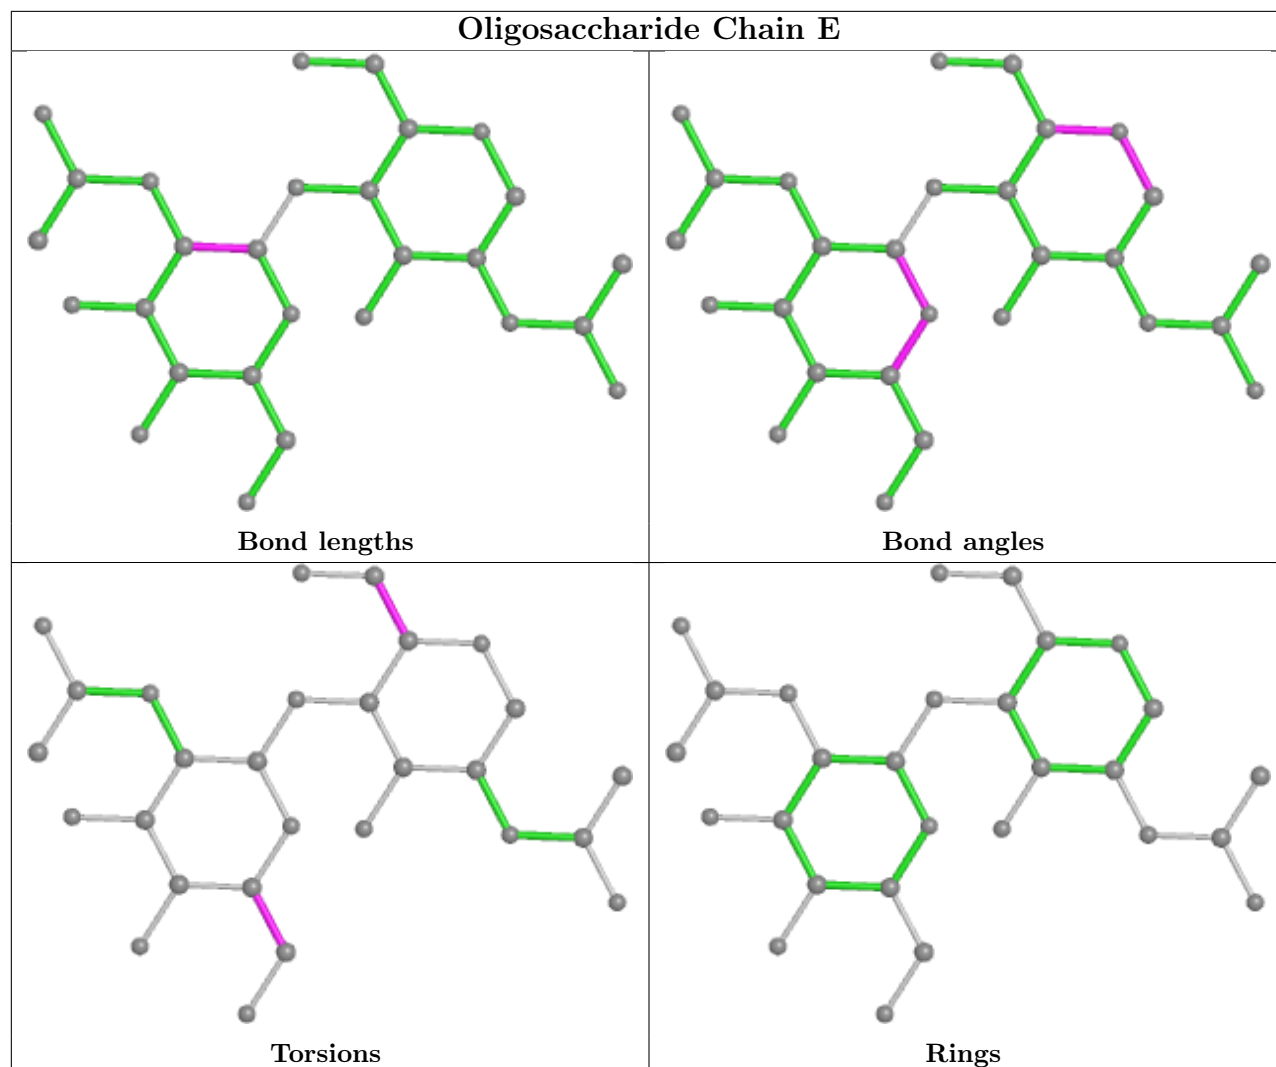 Oligosaccharide Chain E
Bond lengths
Bond angles
Torsions
Rings